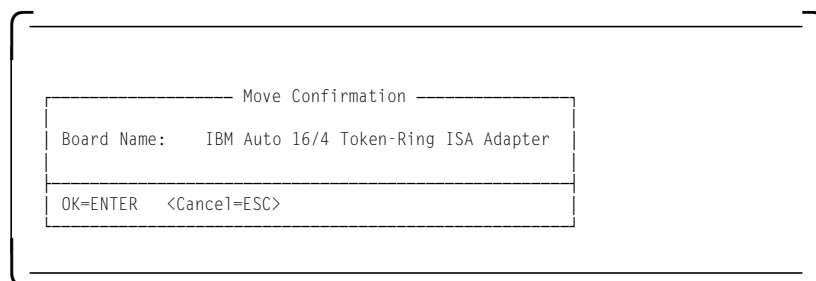 Move Confirmation
Board Name: IBM Auto 16/4 Token-Ring ISA Adapter
OK=ENTER <Cancel=ESC>